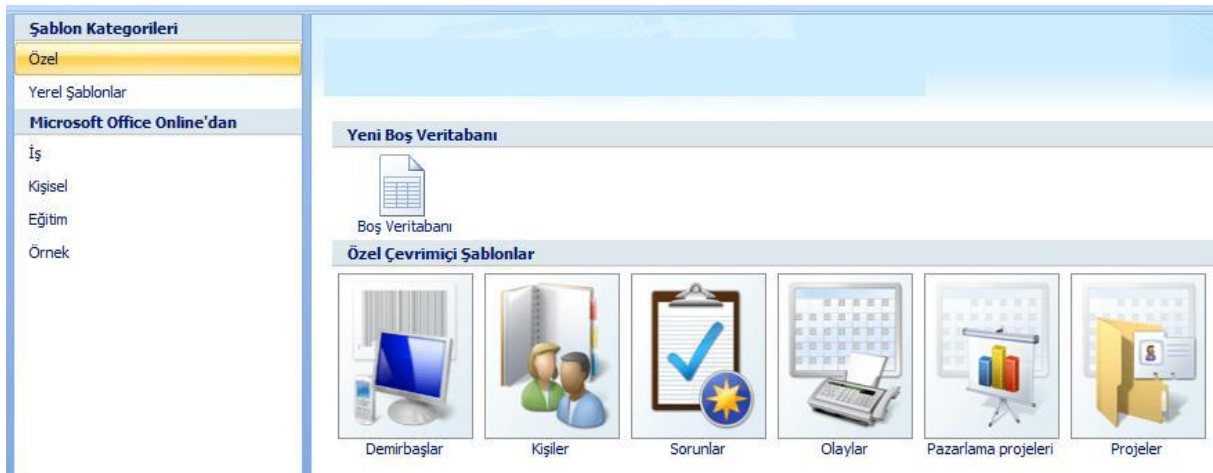 Şablon Kategorileri
Özel
Yerel Şablonlar
Microsoft Office Online'dan
İş
Kişisel
Eğitim
Örnek
Yeni Boş Veritabanı
Boş Veritabanı
Özel Çevrimiçi Şablonlar
Demirbaşlar Kişiler Sorunlar Olaylar Pazarlama projeleri Projeler